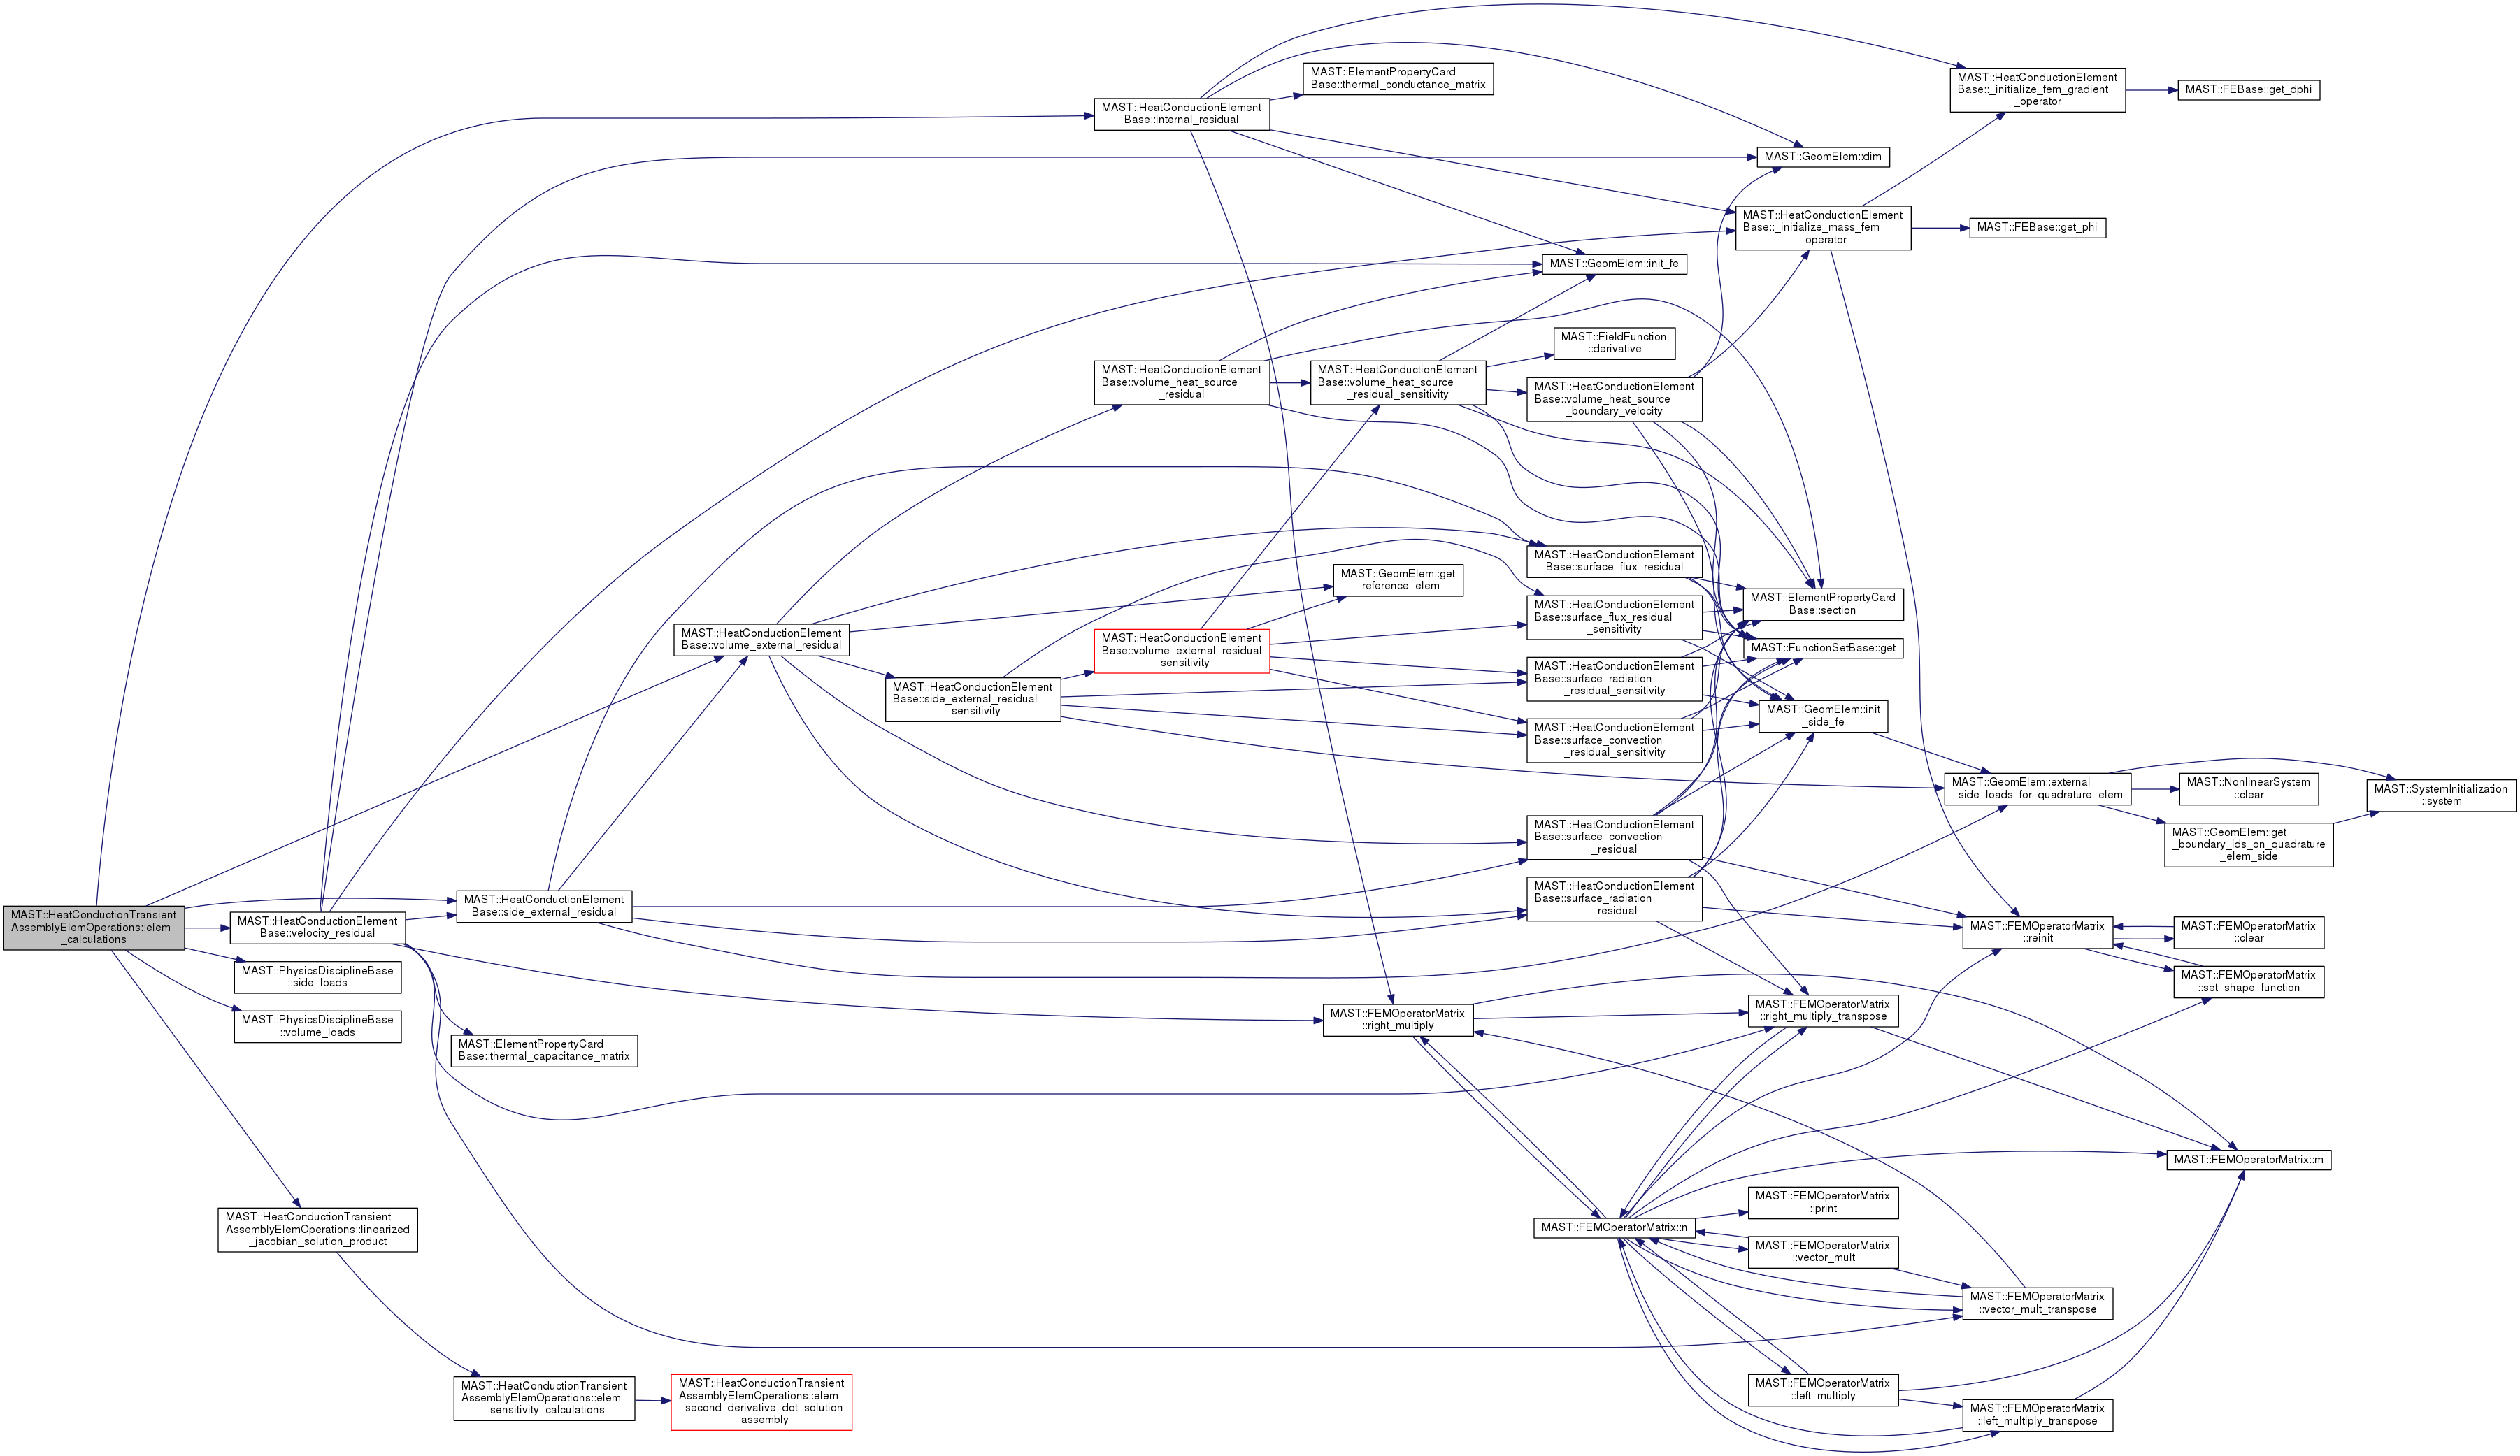 MAST::HeatConductionTransient
AssemblyElemOperations::elem
_calculations
MAST::HeatConductionElement
Base::velocity_residual
MAST::PhysicsDisciplineBase
::side_loads
MAST::PhysicsDisciplineBase
::volume_loads
MAST::HeatConductionTransient
AssemblyElemOperations::linearized
_jacobian_solution_product
MAST::HeatConductionElement
Base::side_external_residual
MAST::ElementPropertyCard
Base::thermal_capacitance_matrix
MAST::HeatConductionTransient
AssemblyElemOperations::elem
_sensitivity_calculations
MAST::HeatConductionElement
Base::volume_external_residual
MAST::HeatConductionTransient
AssemblyElemOperations::elem
_second_derivative_dot_solution
_assembly
MAST::HeatConductionElement
Base::side_external_residual
_sensitivity
MAST::HeatConductionElement
Base::internal_residual
MAST::HeatConductionElement
Base::volume_heat_source
_residual
MAST::HeatConductionElement
Base::volume_external_residual
_sensitivity
MAST::ElementPropertyCard
Base::thermal_conductance_matrix
MAST::HeatConductionElement
Base::volume_heat_source
_residual_sensitivity
MAST::GeomElem::get
_reference_elem
MAST::FEMOperatorMatrix
::right_multiply
MAST::GeomElem::init_fe
MAST::FieldFunction
::derivative
MAST::HeatConductionElement
Base::volume_heat_source
_boundary_velocity
MAST::HeatConductionElement
Base::surface_flux_residual
MAST::HeatConductionElement
Base::surface_flux_residual
_sensitivity
MAST::HeatConductionElement
Base::surface_radiation
_residual_sensitivity
MAST::HeatConductionElement
Base::surface_convection
_residual_sensitivity
MAST::HeatConductionElement
Base::surface_convection
_residual
MAST::HeatConductionElement
Base::surface_radiation
_residual
MAST::FEMOperatorMatrix::n
MAST::GeomElem::dim
MAST::HeatConductionElement
Base::_initialize_mass_fem
_operator
MAST::ElementPropertyCard
Base::section
MAST::FunctionSetBase::get
MAST::GeomElem::init
_side_fe
MAST::FEMOperatorMatrix
::right_multiply_transpose
MAST::FEMOperatorMatrix
::print
MAST::FEMOperatorMatrix
::vector_mult
MAST::FEMOperatorMatrix
::left_multiply
MAST::HeatConductionElement
Base::_initialize_fem_gradient
_operator
MAST::FEBase::get_phi
MAST::GeomElem::external
_side_loads_for_quadrature_elem
MAST::FEMOperatorMatrix
::reinit
MAST::FEMOperatorMatrix
::vector_mult_transpose
MAST::FEMOperatorMatrix
::left_multiply_transpose
MAST::FEBase::get_dphi
MAST::NonlinearSystem
::clear
MAST::GeomElem::get
_boundary_ids_on_quadrature
_elem_side
MAST::FEMOperatorMatrix
::clear
MAST::FEMOperatorMatrix
::set_shape_function
MAST::FEMOperatorMatrix::m
MAST::SystemInitialization
::system